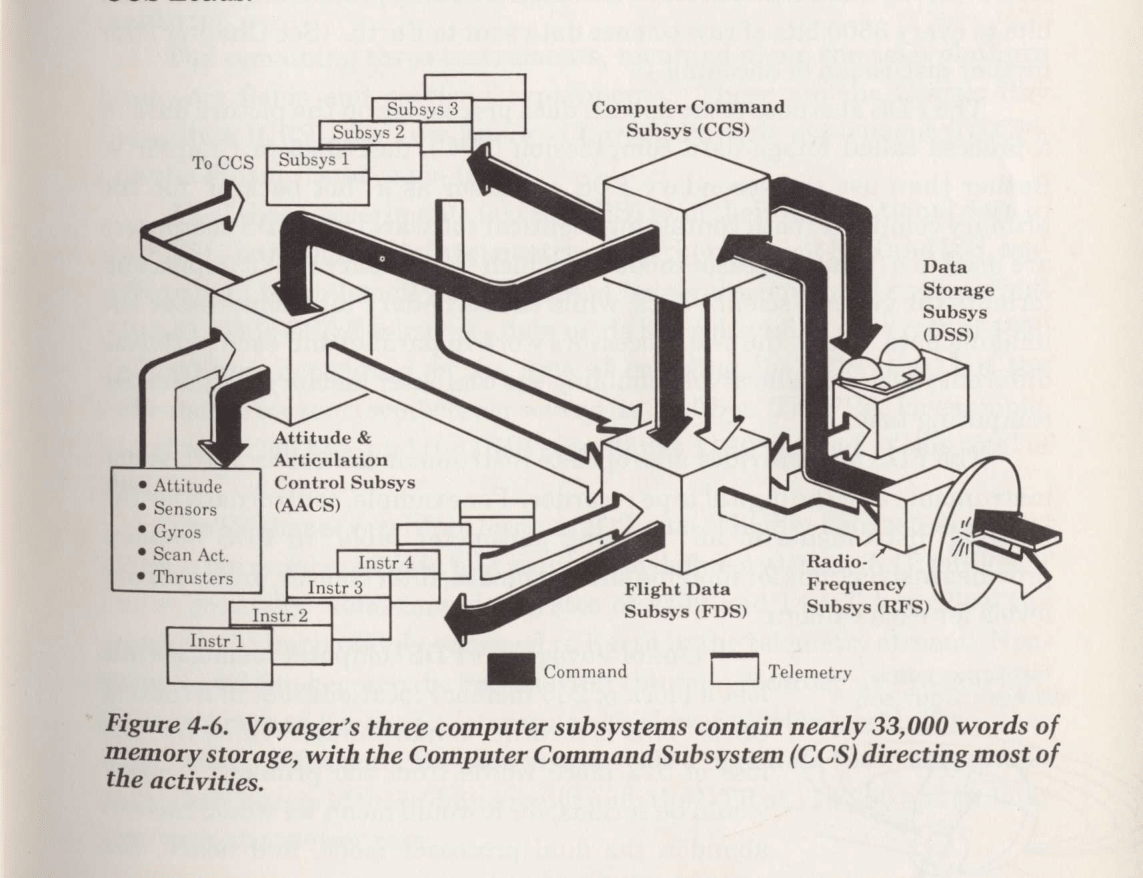 Subsys 3
Subsys 2
Subsys 1
To CCS
Computer Command
Subsys (CCS)
Data
Storage
Subsys
(DSS)
Attitude &
Articulation
Control Subsys
(AACS)
• Attitude
• Sensors
• Gyros
• Scan Act.
• Thrusters
Instr 4
Instr 3
Instr 2
Instr 1
Flight Data
Subsys (FDS)
Radio-
Frequency
Subsys (RFS)
Command
Telemetry
Figure 4-6. Voyager's three computer subsystems contain nearly 33,000 words of
memory storage, with the Computer Command Subsystem (CCS) directing most of
the activities.